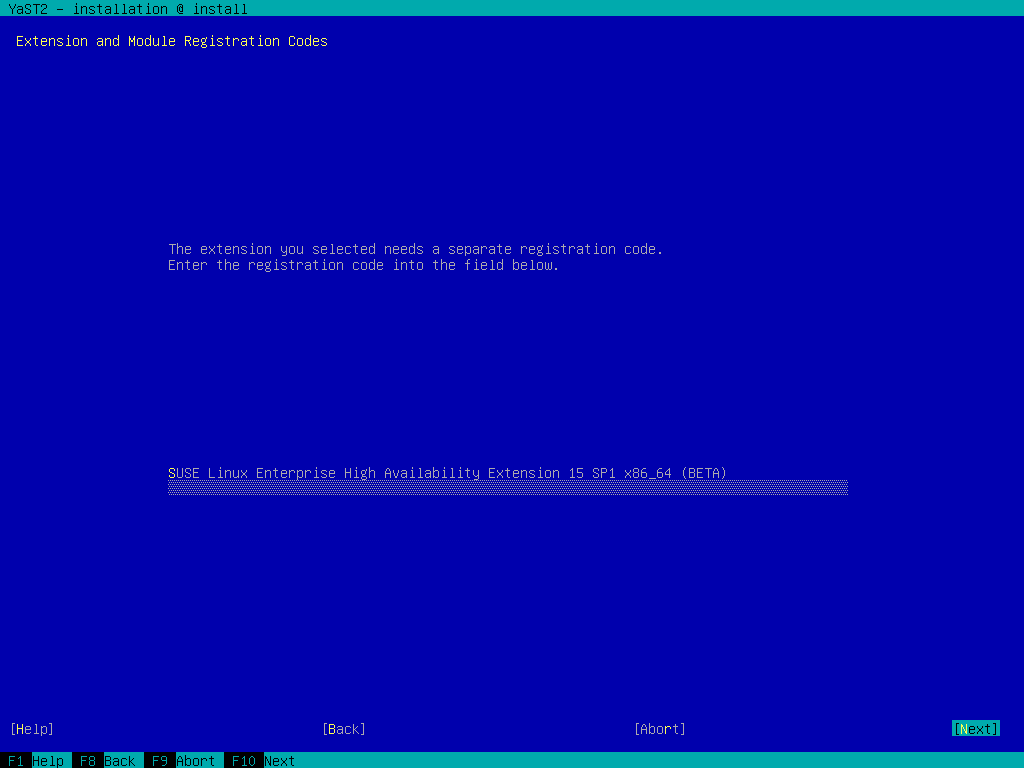 YaST2 - installation @ install
Extension and Module Registration Codes
The extension you selected needs a separate registration code.
Enter the registration code into the field below.
SUSE Linux Enterprise High Availability Extension 15 SP1 x86_64 (BETA)
[Help] [Back] [Abort] [Next]
F1 Help F8 Back F9 Abort F10 Next